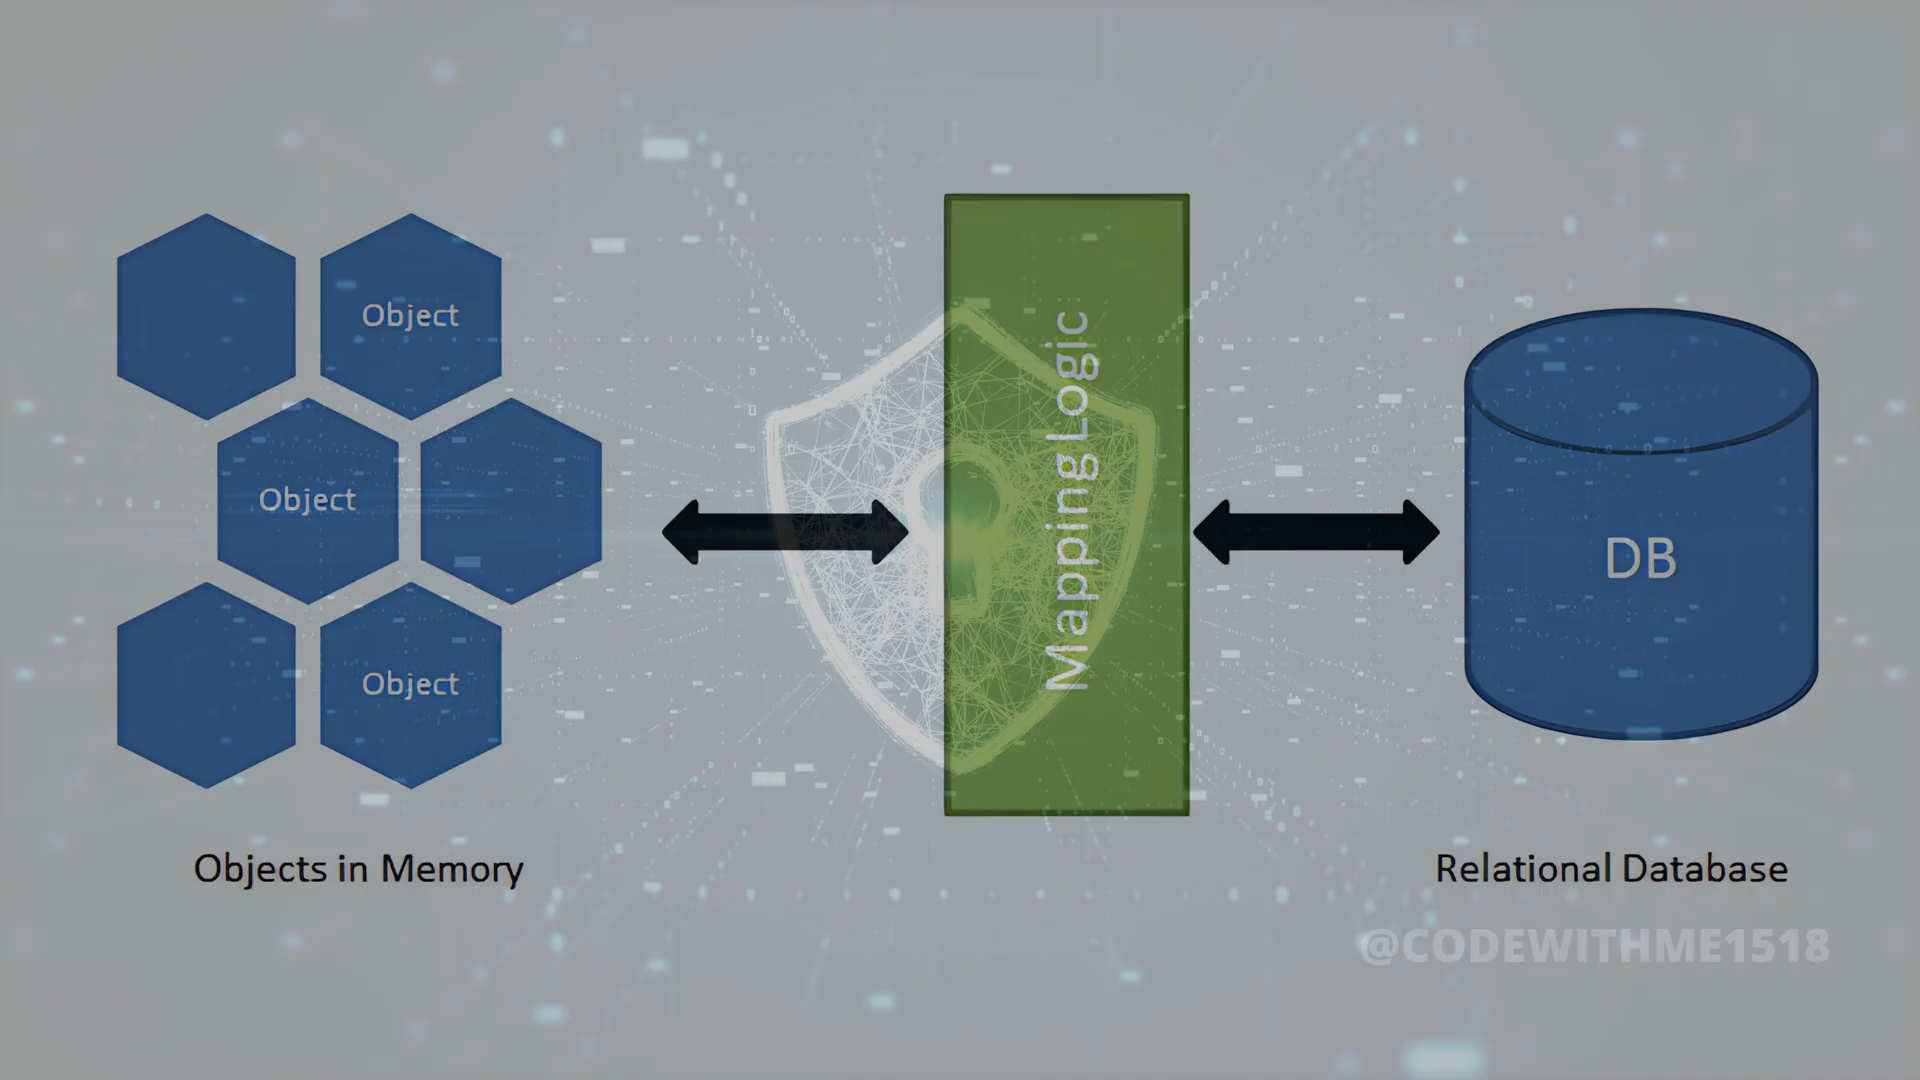 Object
Object
Object
MappingLogic
DB
Objects in Memory
Relational Database
@CODEWITHME1518